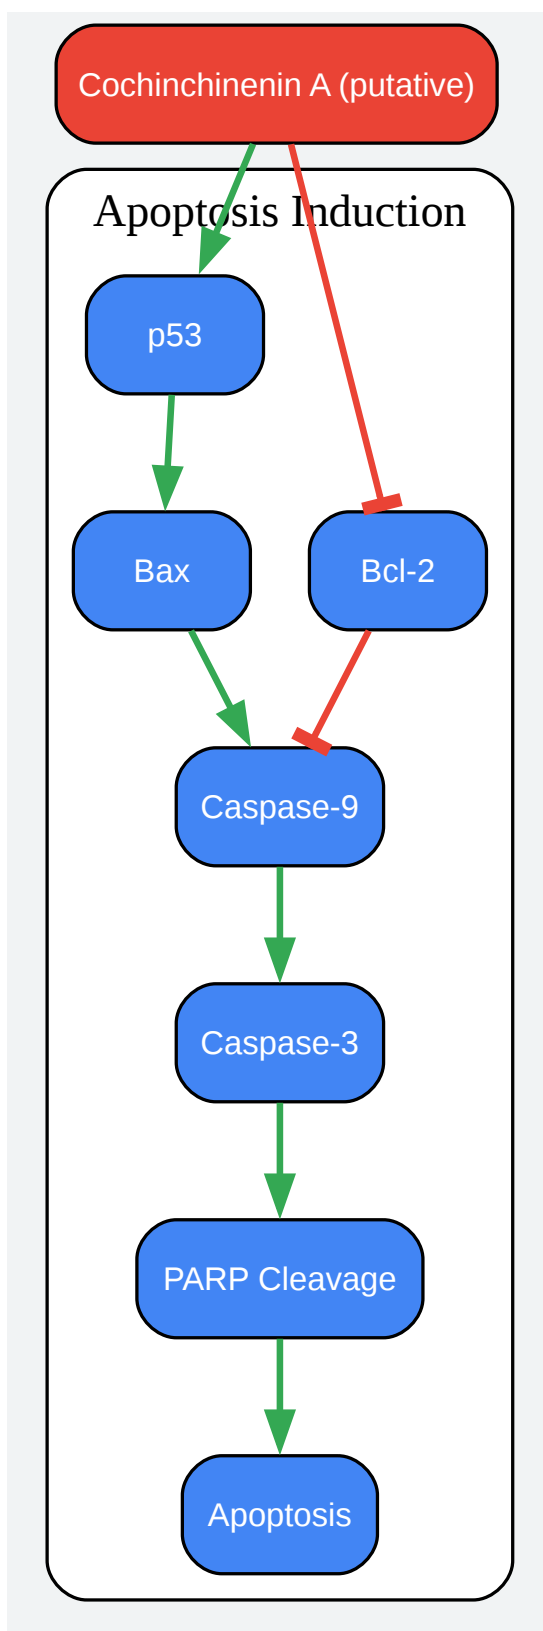 Cochinchinenin A (putative)
Apoptosis Induction
p53
Bax
Bcl-2
Caspase-9
Caspase-3
PARP Cleavage
Apoptosis